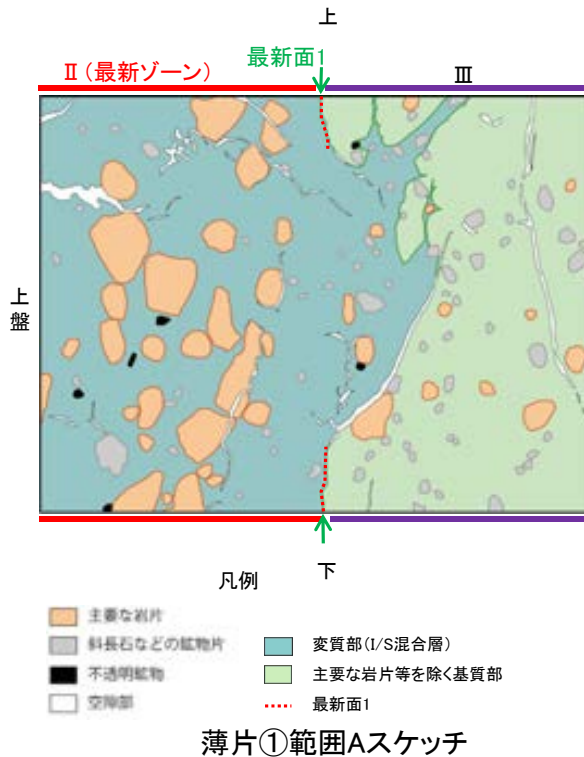 上
最新面1
Ⅱ(最新ゾーン)
Ⅲ
上盤
下
凡例
主要な岩片
斜長石などの鉱物片
不透明鉱物
空隙部
変質部(I/S混合層)
主要な岩片等を除く基質部
最新面1
薄片①範囲Aスケッチ